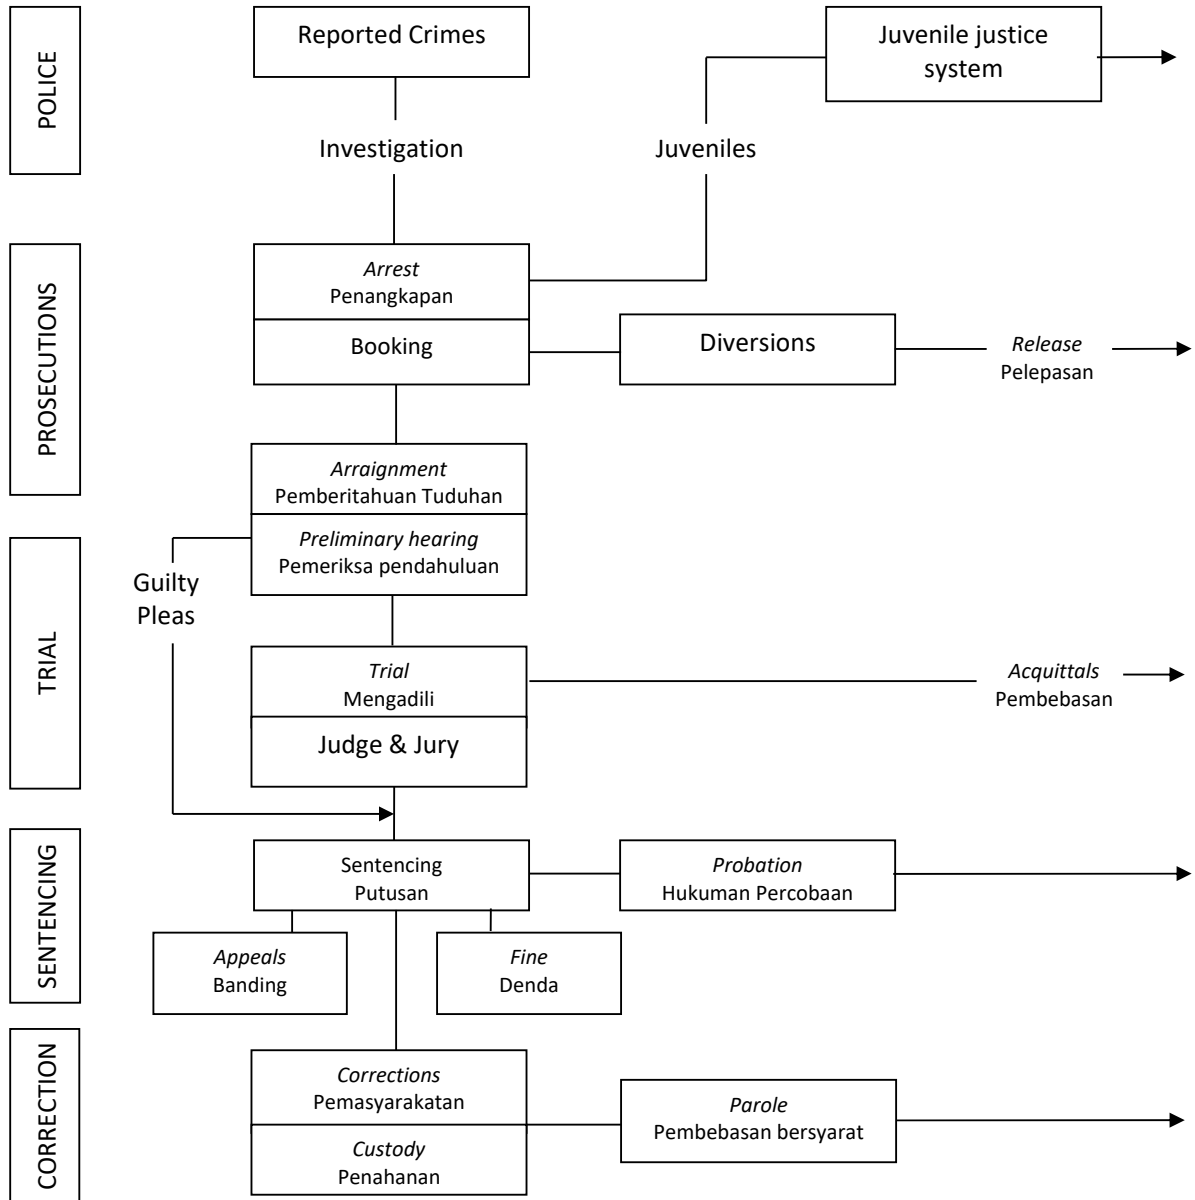 POLICE
Reported Crimes
Juvenile justice
system
Investigation
Juveniles
PROSECUTIONS
Arrest
Penangkapan
Booking
Diversions
Release
Pelepasan
Arraignment
Pemberitahuan Tuduhan
Preliminary hearing
Pemeriksa pendahuluan
Guilty
Pleas
TRIAL
Trial
Mengadili
Judge & Jury
Acquittals
Pembebasan
SENTENCING
Sentencing
Putusan
Probation
Hukuman Percobaan
Appeals
Banding
Fine
Denda
CORRECTION
Corrections
Pemasyarakatan
Custody
Penahanan
Parole
Pembebasan bersyarat